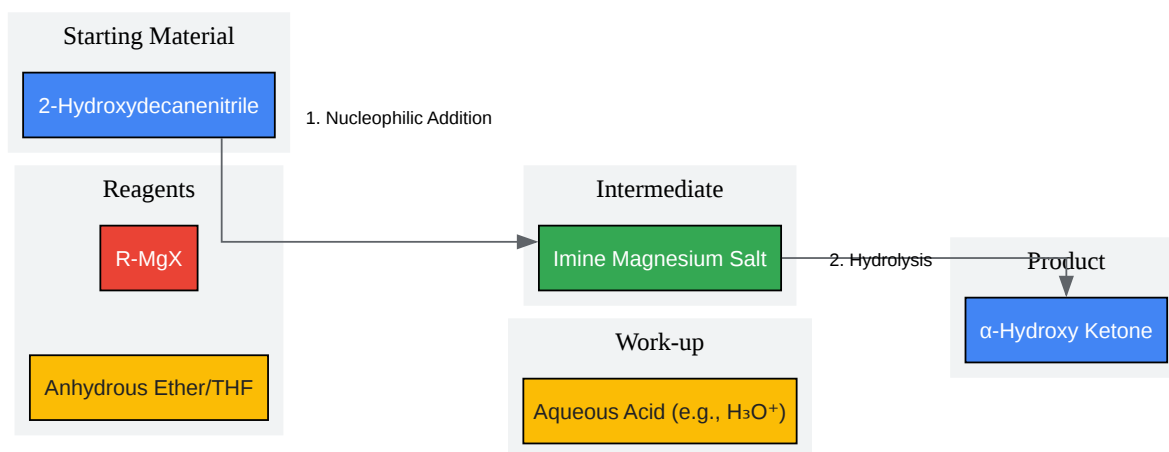 Starting Material
2-Hydroxydecanenitrile
1. Nucleophilic Addition
Reagents
R-MgX
Anhydrous Ether/THF
Intermediate
Imine Magnesium Salt
2. Hydrolysis
Work-up
Aqueous Acid (e.g., H₃O⁺)
Product
α-Hydroxy Ketone